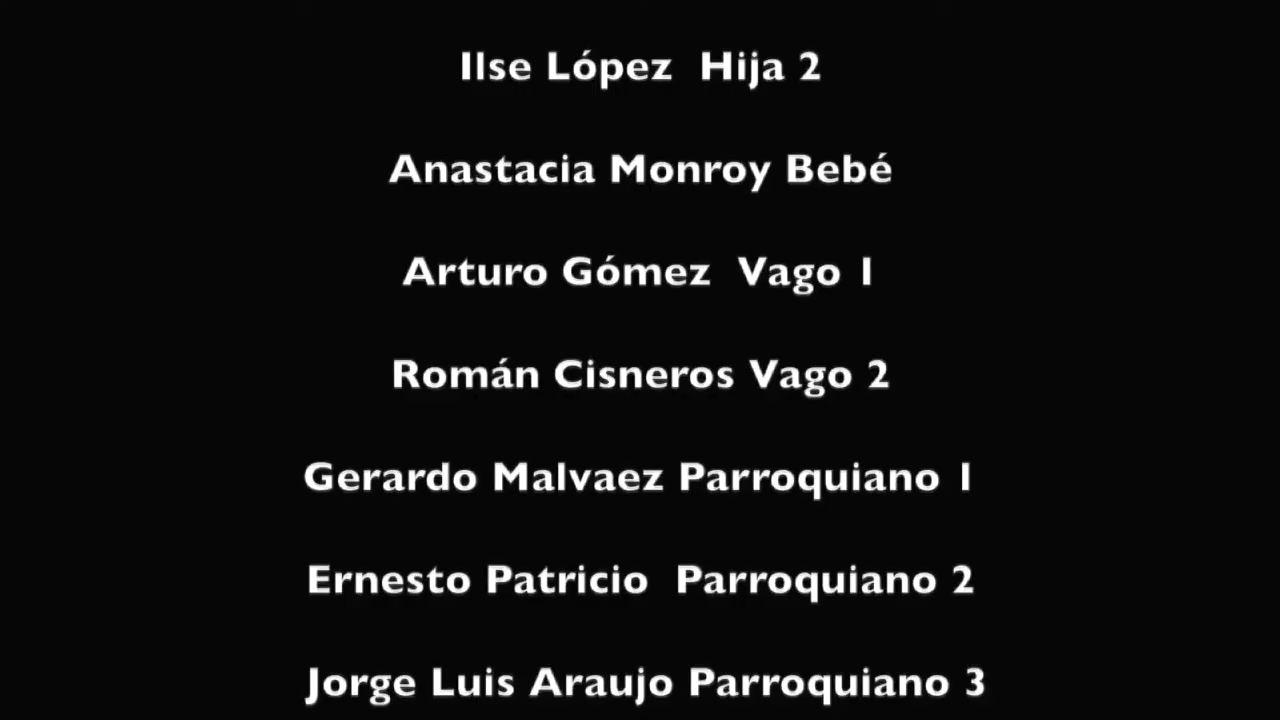 Ilse López  Hija 2
Anastacia Monroy Bebé
Arturo Gómez  Vago 1
Román Cisneros Vago 2
Gerardo Malvaez Parroquiano 1
Ernesto Patricio  Parroquiano 2
Jorge Luis Araujo Parroquiano 3